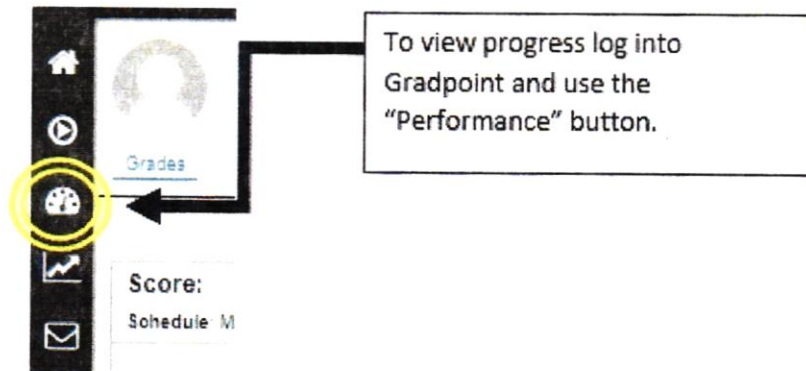 To view progress log into
Gradpoint and use the
“Performance” button.
Grades
Score:
Schedule: M